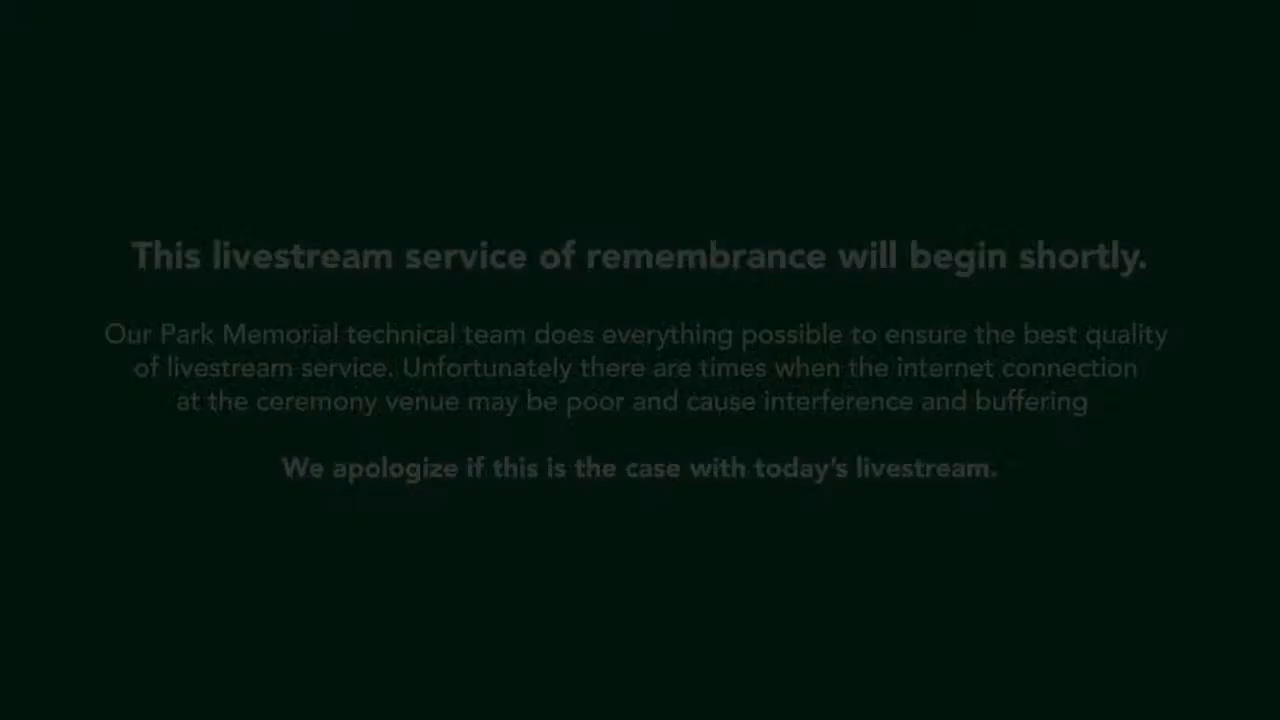 This livestream service of remembrance will begin shortly.
Our Park Memorial technical team does everything possible to ensure the best quality
of livestream service. Unfortunately there are times when the internet connection
at the ceremony venue may be poor and cause interference and buffering
We apologize if this is the case with today’s livestream.